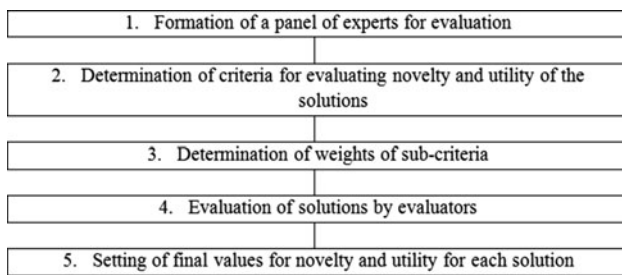 1. Formation of a panel of experts for evaluation
2. Determination of criteria for evaluating novelty and utility of the
solutions
3. Determination of weights of sub-criteria
4. Evaluation of solutions by evaluators
5. Setting of final values for novelty and utility for each solution